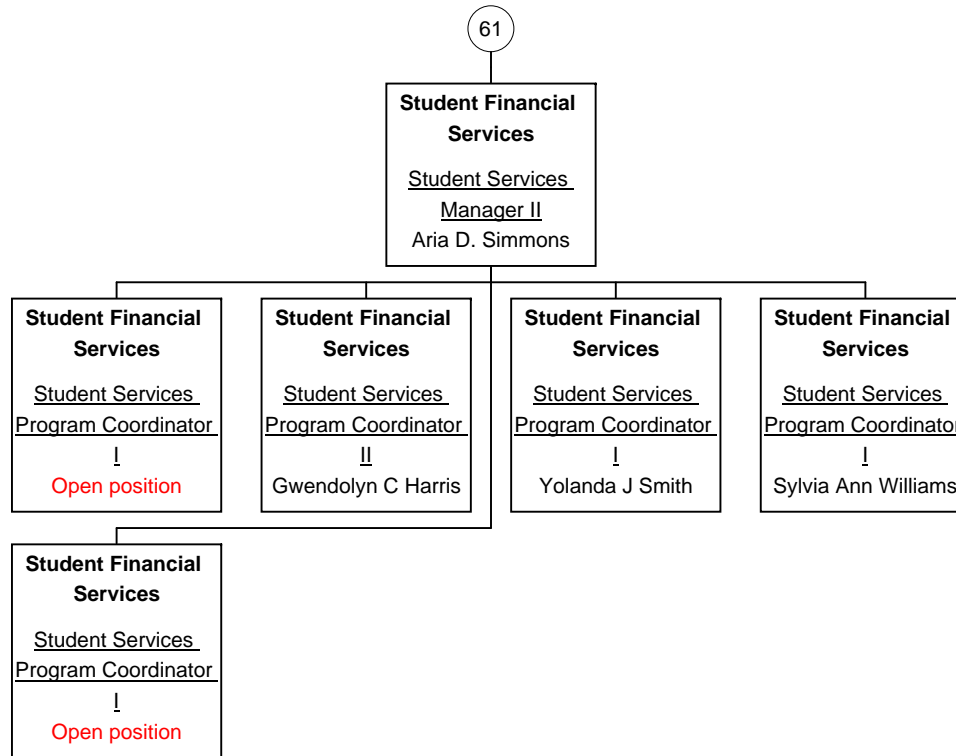 61
Student Financial
Services
Student Services
Manager II
Aria D. Simmons
Student Financial
Services
Student Services
Program Coordinator
I
Open position
Student Financial
Services
Student Services
Program Coordinator
II
Gwendolyn C Harris
Student Financial
Services
Student Services
Program Coordinator
I
Yolanda J Smith
Student Financial
Services
Student Services
Program Coordinator
I
Sylvia Ann Williams
Student Financial
Services
Student Services
Program Coordinator
I
Open position